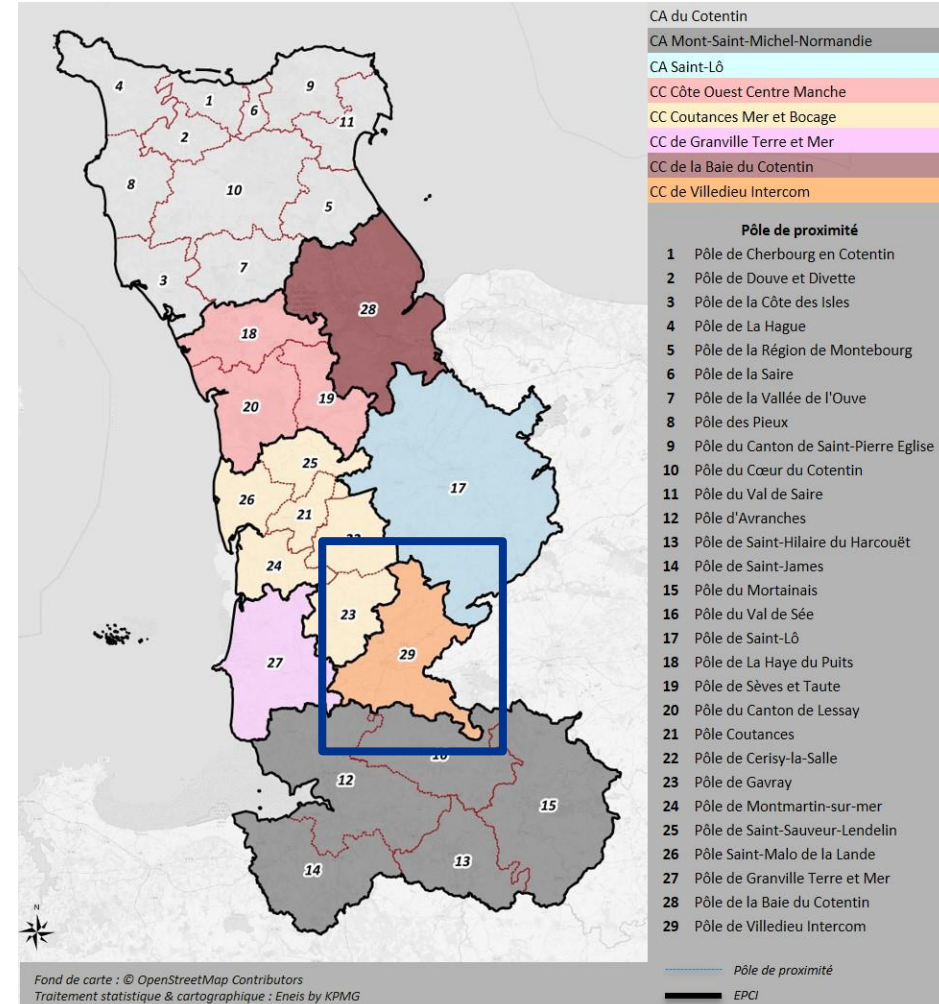 CA du Cotentin
CA Mont-Saint-Michel-Normandie
CA Saint-Lô
CC Côte Ouest Centre Manche
CC Coutances Mer et Bocage
CC de Granville Terre et Mer
CC de la Baie du Cotentin
CC de Villedieu Intercom
Pôle de proximité
1 Pôle de Cherbourg en Cotentin
2 Pôle de Douve et Divette
3 Pôle de la Côte des Isles
4 Pôle de La Hague
5 Pôle de la Région de Montebourg
6 Pôle de la Saire
7 Pôle de la Vallée de l'Ouve
8 Pôle des Pieux
9 Pôle du Canton de Saint-Pierre Eglise
10 Pôle du Cœur du Cotentin
11 Pôle du Val de Saire
12 Pôle d'Avranches
13 Pôle de Saint-Hilaire du Harcouët
14 Pôle de Saint-James
15 Pôle du Mortainais
16 Pôle du Val de Sée
17 Pôle de Saint-Lô
18 Pôle de La Haye du Puits
19 Pôle de Sèves et Taute
20 Pôle du Canton de Lessay
21 Pôle Coutances
22 Pôle de Cerisy-la-Salle
23 Pôle de Gavray
24 Pôle de Montmartin-sur-mer
25 Pôle de Saint-Sauveur-Lendelin
26 Pôle Saint-Malo de la Lande
27 Pôle de Granville Terre et Mer
28 Pôle de la Baie du Cotentin
29 Pôle de Villedieu Intercom
Pôle de proximité
EPCI
4
1
9
6
11
2
8
10
5
7
3
28
18
19
20
25
17
26
21
22
24
23
29
27
16
12
15
13
14
N
Fond de carte : © OpenStreetMap Contributors
Traitement statistique & cartographique : Eneis by KPMG